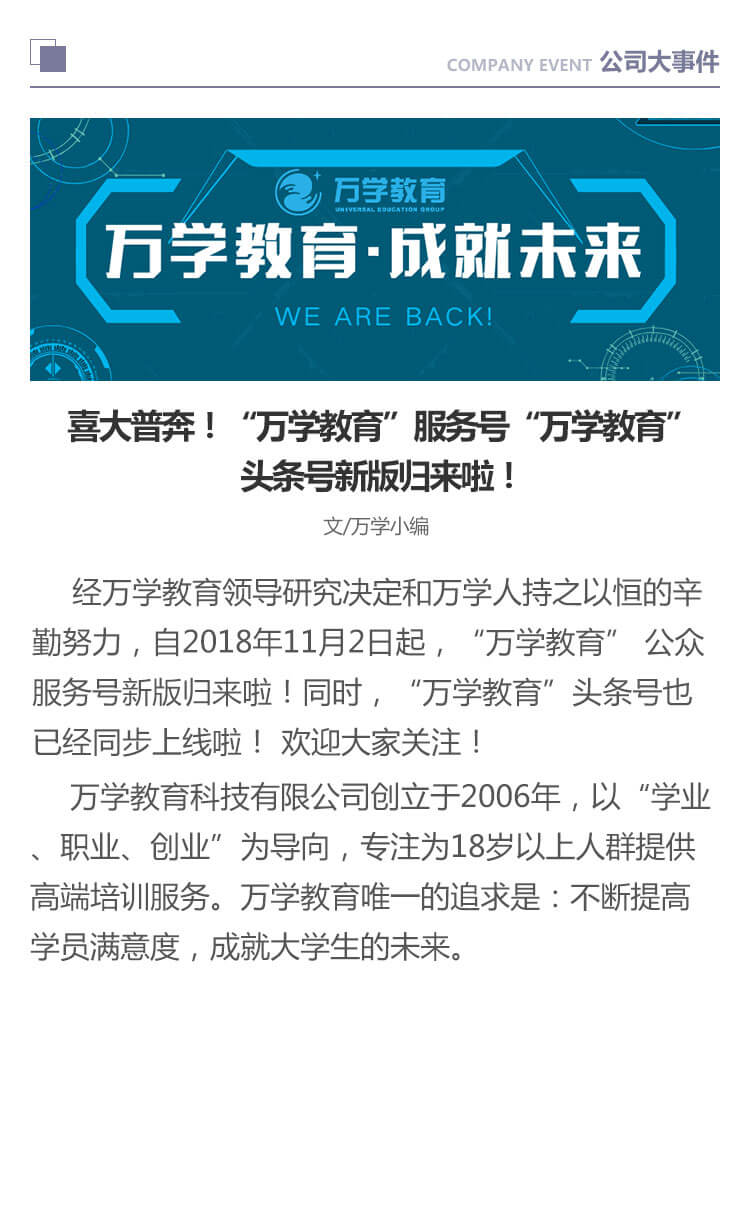 COMPANY EVENT 公司大事件
万学教育
UNIVERSAL EDUCATION GROUP
万学教育·成就未来
WE ARE BACK!
喜大普奔！“万学教育”服务号“万学教育”
头条号新版归来啦！
文/万学小编
经万学教育领导研究决定和万学人持之以恒的辛
勤努力，自2018年11月2日起，“万学教育” 公众
服务号新版归来啦！同时，“万学教育”头条号也
已经同步上线啦！ 欢迎大家关注！
万学教育科技有限公司创立于2006年，以“学业
、职业、创业”为导向，专注为18岁以上人群提供
高端培训服务。万学教育唯一的追求是：不断提高
学员满意度，成就大学生的未来。